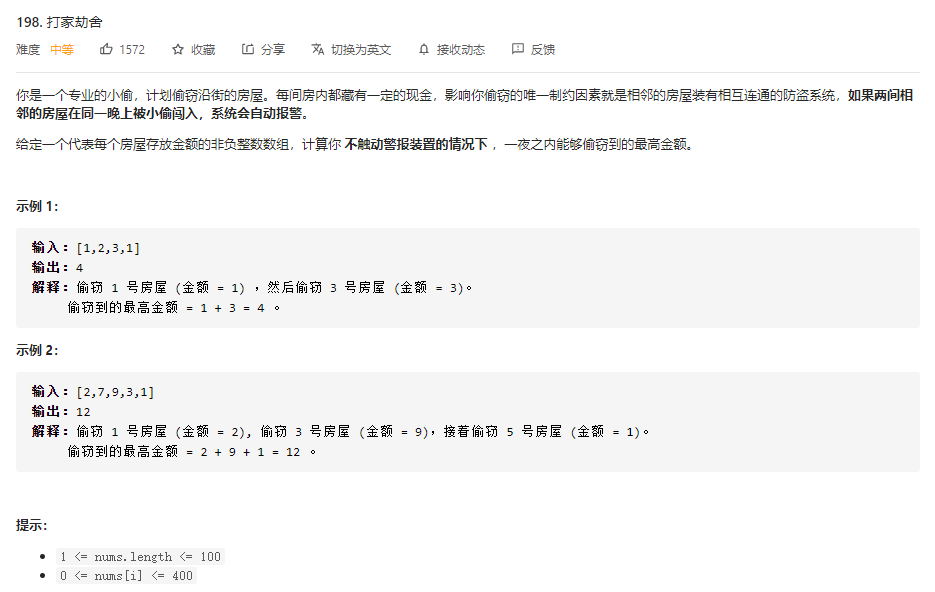 198. 打家劫舍
难度 中等 1572 收藏 分享 切换为英文 接收动态 反馈
你是一个专业的小偷，计划偷窃沿街的房屋。每间房内都藏有一定的现金，影响你偷窃的唯一制约因素就是相邻的房屋装有相互连通的防盗系统，如果两间相
邻的房屋在同一晚上被小偷闯入，系统会自动报警。
给定一个代表每个房屋存放金额的非负整数数组，计算你 不触动警报装置的情况下 ，一夜之内能够偷窃到的最高金额。
示例 1：
输入：[1,2,3,1]
输出：4
解释：偷窃 1 号房屋 (金额 = 1) ，然后偷窃 3 号房屋 (金额 = 3)。
偷窃到的最高金额 = 1 + 3 = 4 。
示例 2：
输入：[2,7,9,3,1]
输出：12
解释：偷窃 1 号房屋 (金额 = 2), 偷窃 3 号房屋 (金额 = 9)，接着偷窃 5 号房屋 (金额 = 1)。
偷窃到的最高金额 = 2 + 9 + 1 = 12 。
提示：
1 <= nums.length <= 100
0 <= nums[i] <= 400